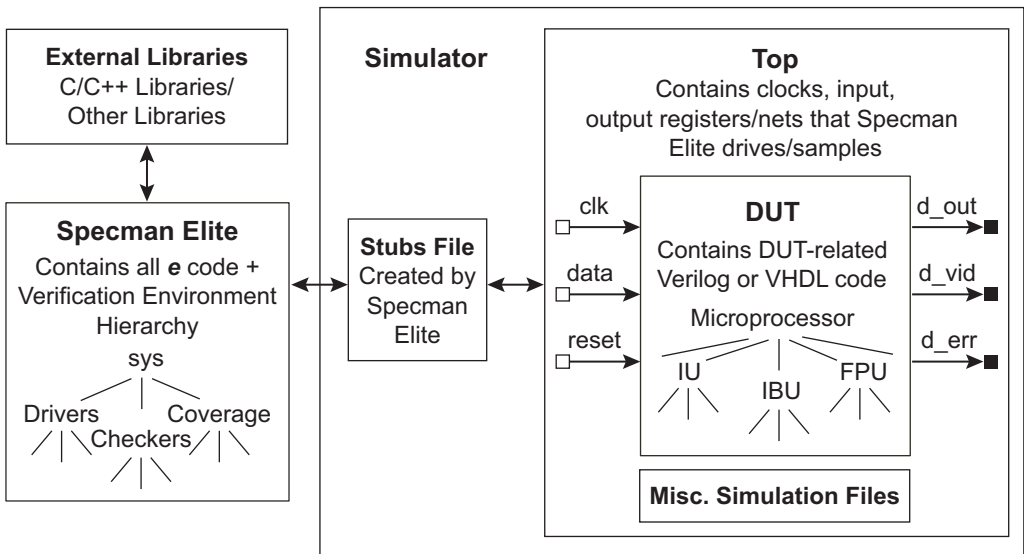 External Libraries
C/C++ Libraries/
Other Libraries
Specman Elite
Contains all e code +
Verification Environment
Hierarchy
sys
Drivers
Checkers
Coverage
Simulator
Stubs File
Created by
Specman
Elite
Top
Contains clocks, input,
output registers/nets that Specman
Elite drives/samples
clk
data
reset
DUT
Contains DUT-related
Verilog or VHDL code
Microprocessor
IU
IBU
FPU
d_out
d_vid
d_err
Misc. Simulation Files